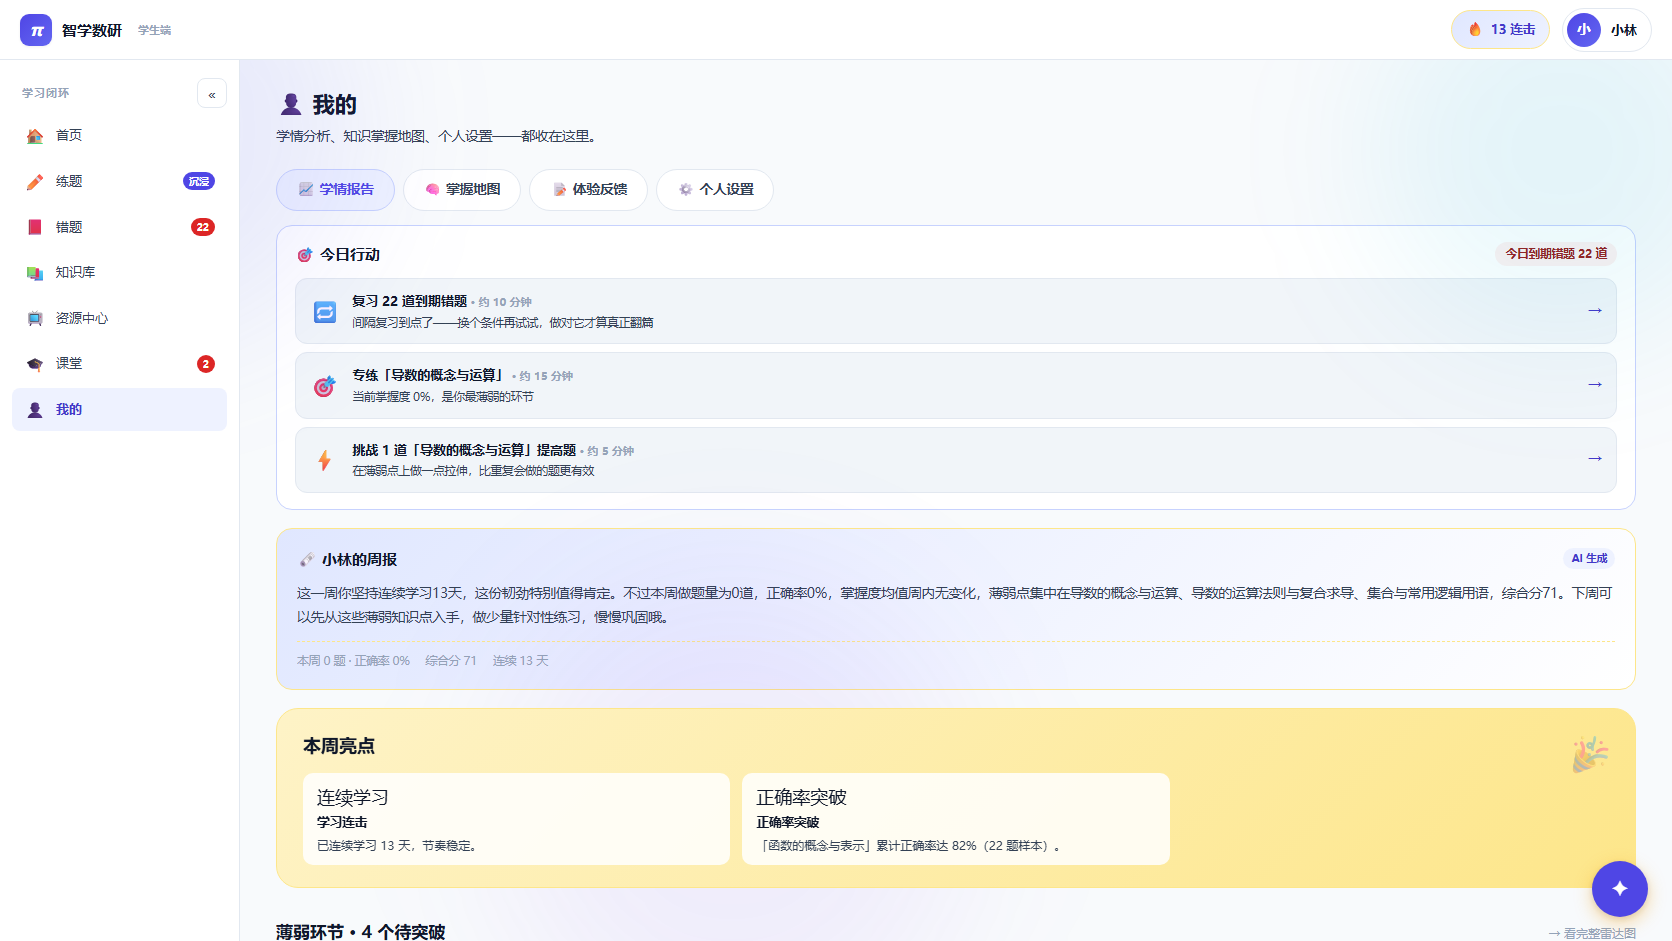 π 智学数研 学生端
🔥 13 连击
小 小林
学习闭环 «
首页
练题 沉浸
错题 22
知识库
资源中心
课堂 2
我的
我的
学情分析、知识掌握地图、个人设置——都收在这里。
学情报告 掌握地图 体验反馈 个人设置
今日行动 今日到期错题 22 道
复习 22 道到期错题 • 约 10 分钟
间隔复习到点了——换个条件再试试，做对它才算真正翻篇
→
专练「导数的概念与运算」 • 约 15 分钟
当前掌握度 0%，是你最薄弱的环节
→
挑战 1 道「导数的概念与运算」提高题 • 约 5 分钟
在薄弱点上做一点拉伸，比重复会做的题更有效
→
小林的周报 AI 生成
这一周你坚持连续学习13天，这份韧劲特别值得肯定。不过本周做题量为0道，正确率0%，掌握度均值周内无变化，薄弱点集中在导数的概念与运算、导数的运算法则与复合求导、集合与常用逻辑用语，综合分71。下周可
以先从这些薄弱知识点入手，做少量针对性练习，慢慢巩固哦。
本周 0 题 · 正确率 0% 综合分 71 连续 13 天
本周亮点
连续学习
学习连击
已连续学习 13 天，节奏稳定。
正确率突破
正确率突破
「函数的概念与表示」累计正确率达 82%（22 题样本）。
薄弱环节 • 4 个待突破 → 看完整雷达图